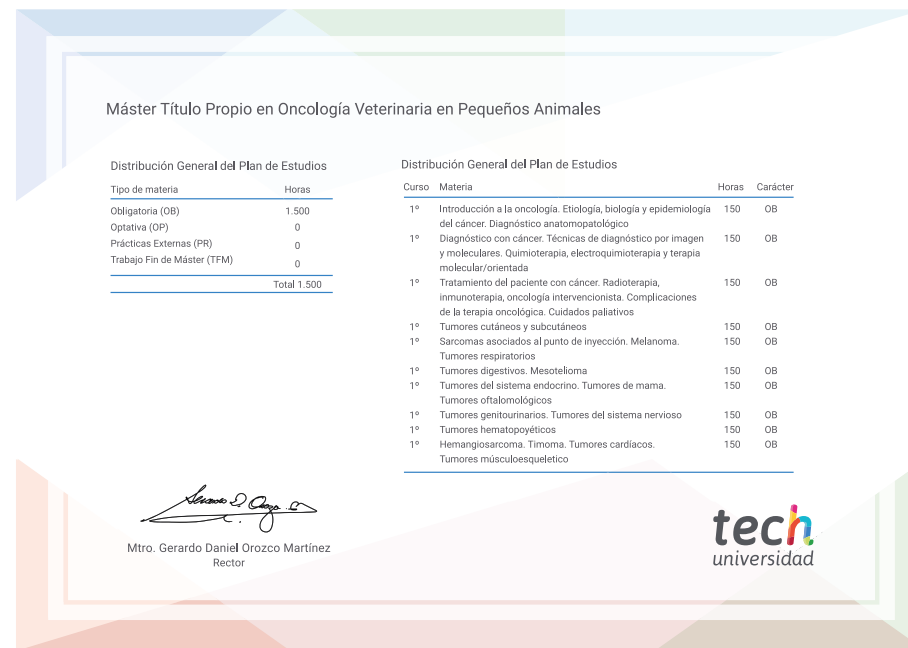 Máster Título Propio en Oncología Veterinaria en Pequeños Animales
Distribución General del Plan de Estudios
Tipo de materia Horas
Obligatoria (OB) 1.500
Optativa (OP) 0
Prácticas Externas (PR) 0
Trabajo Fin de Máster (TFM) 0
Total 1.500
Distribución General del Plan de Estudios
Curso Materia Horas Carácter
1º Introducción a la oncología. Etiología, biología y epidemiología 150 OB
del cáncer. Diagnóstico anatomopatológico
1º Diagnóstico con cáncer. Técnicas de diagnóstico por imagen 150 OB
y moleculares. Quimioterapia, electroquimioterapia y terapia
molecular/orientada
1º Tratamiento del paciente con cáncer. Radioterapia, 150 OB
inmunoterapia, oncología intervencionista. Complicaciones
de la terapia oncológica. Cuidados paliativos
1º Tumores cutáneos y subcutáneos 150 OB
1º Sarcomas asociados al punto de inyección. Melanoma. 150 OB
Tumores respiratorios
1º Tumores digestivos. Mesotelioma 150 OB
1º Tumores del sistema endocrino. Tumores de mama. 150 OB
Tumores oftalomológicos
1º Tumores genitourinarios. Tumores del sistema nervioso 150 OB
1º Tumores hematopoyéticos 150 OB
1º Hemangiosarcoma. Timoma. Tumores cardíacos. 150 OB
Tumores músculoesqueletico
Mtro. Gerardo Daniel Orozco Martínez
Rector
tech
universidad